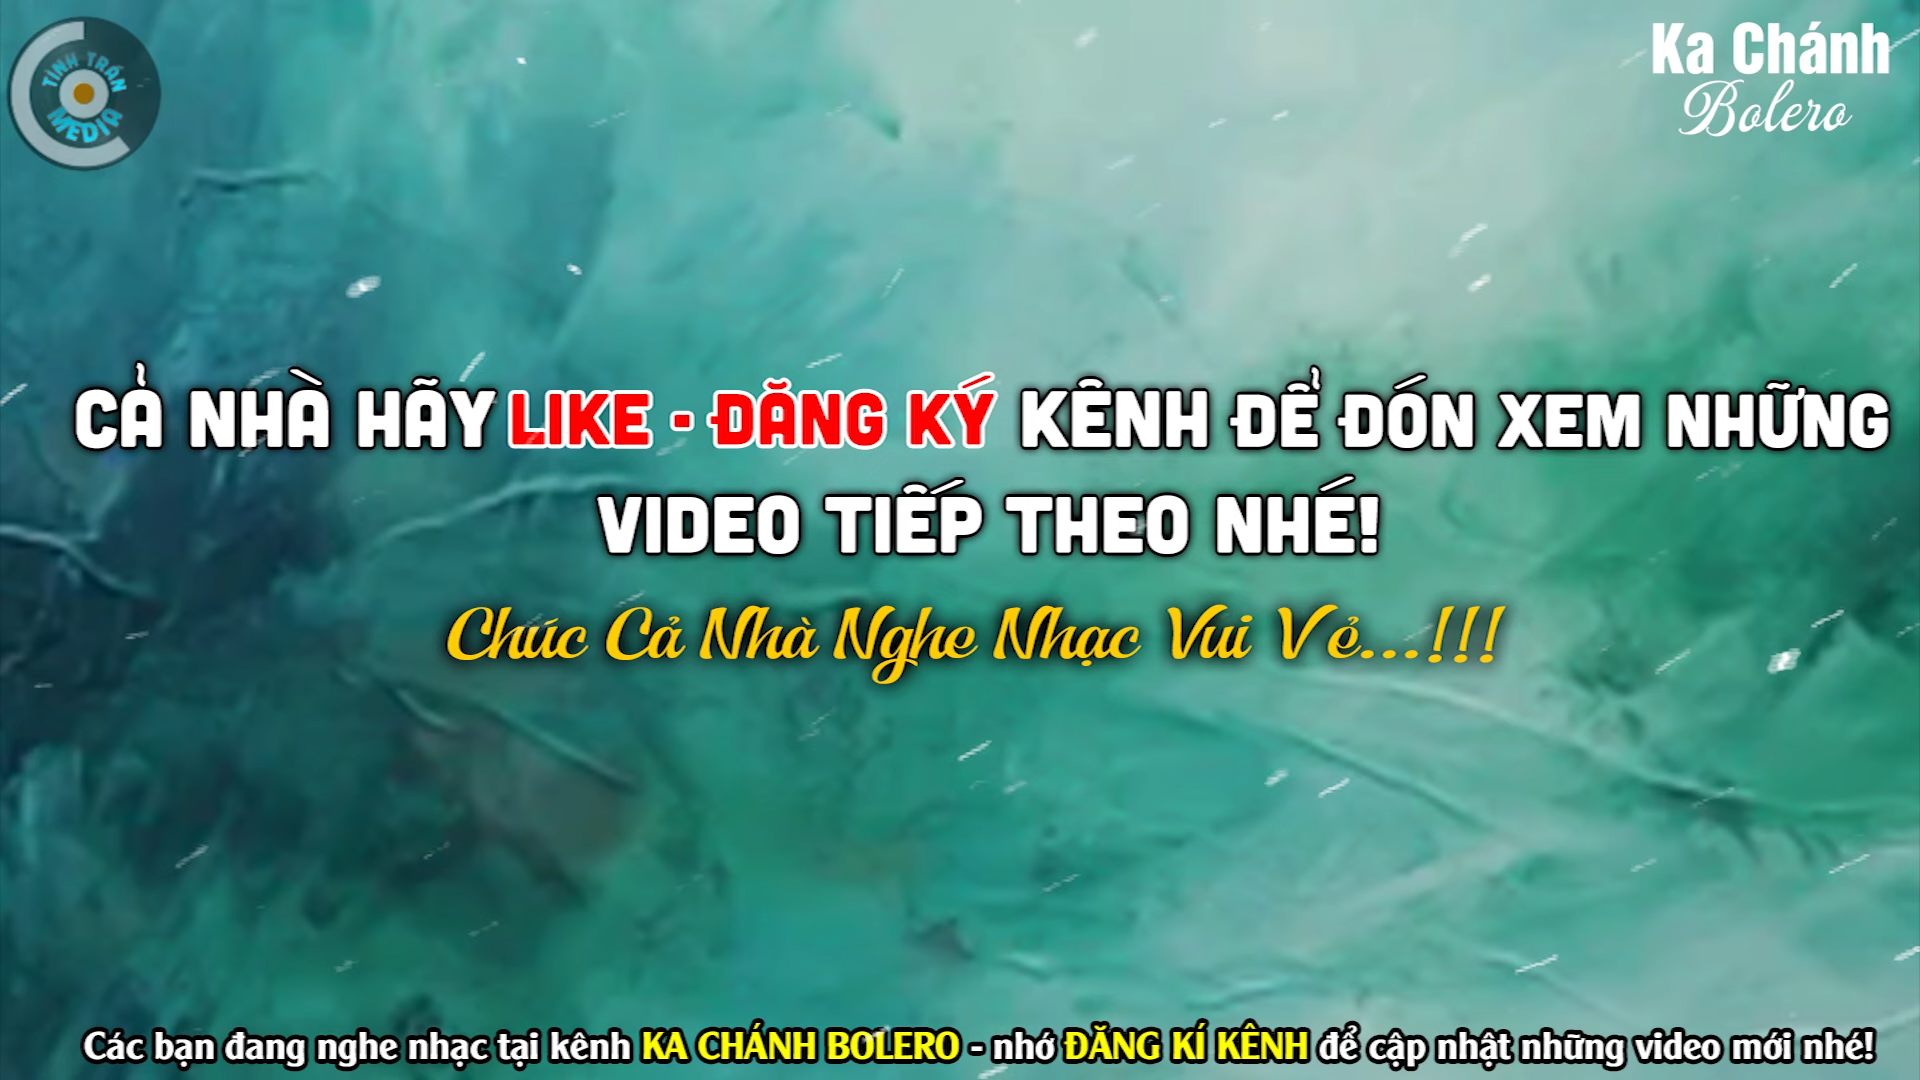 TÌNH TRẦN
MEDIA
Ka Chánh
Bolero
CẢ NHÀ HÃY LIKE - ĐĂNG KÝ KÊNH ĐỂ ĐÓN XEM NHỮNG
VIDEO TIẾP THEO NHÉ!
Chúc Cả Nhà Nghe Nhạc Vui Vẻ...!!!
Các bạn đang nghe nhạc tại kênh KA CHÁNH BOLERO - nhớ ĐĂNG KÍ KÊNH để cập nhật những video mới nhé!